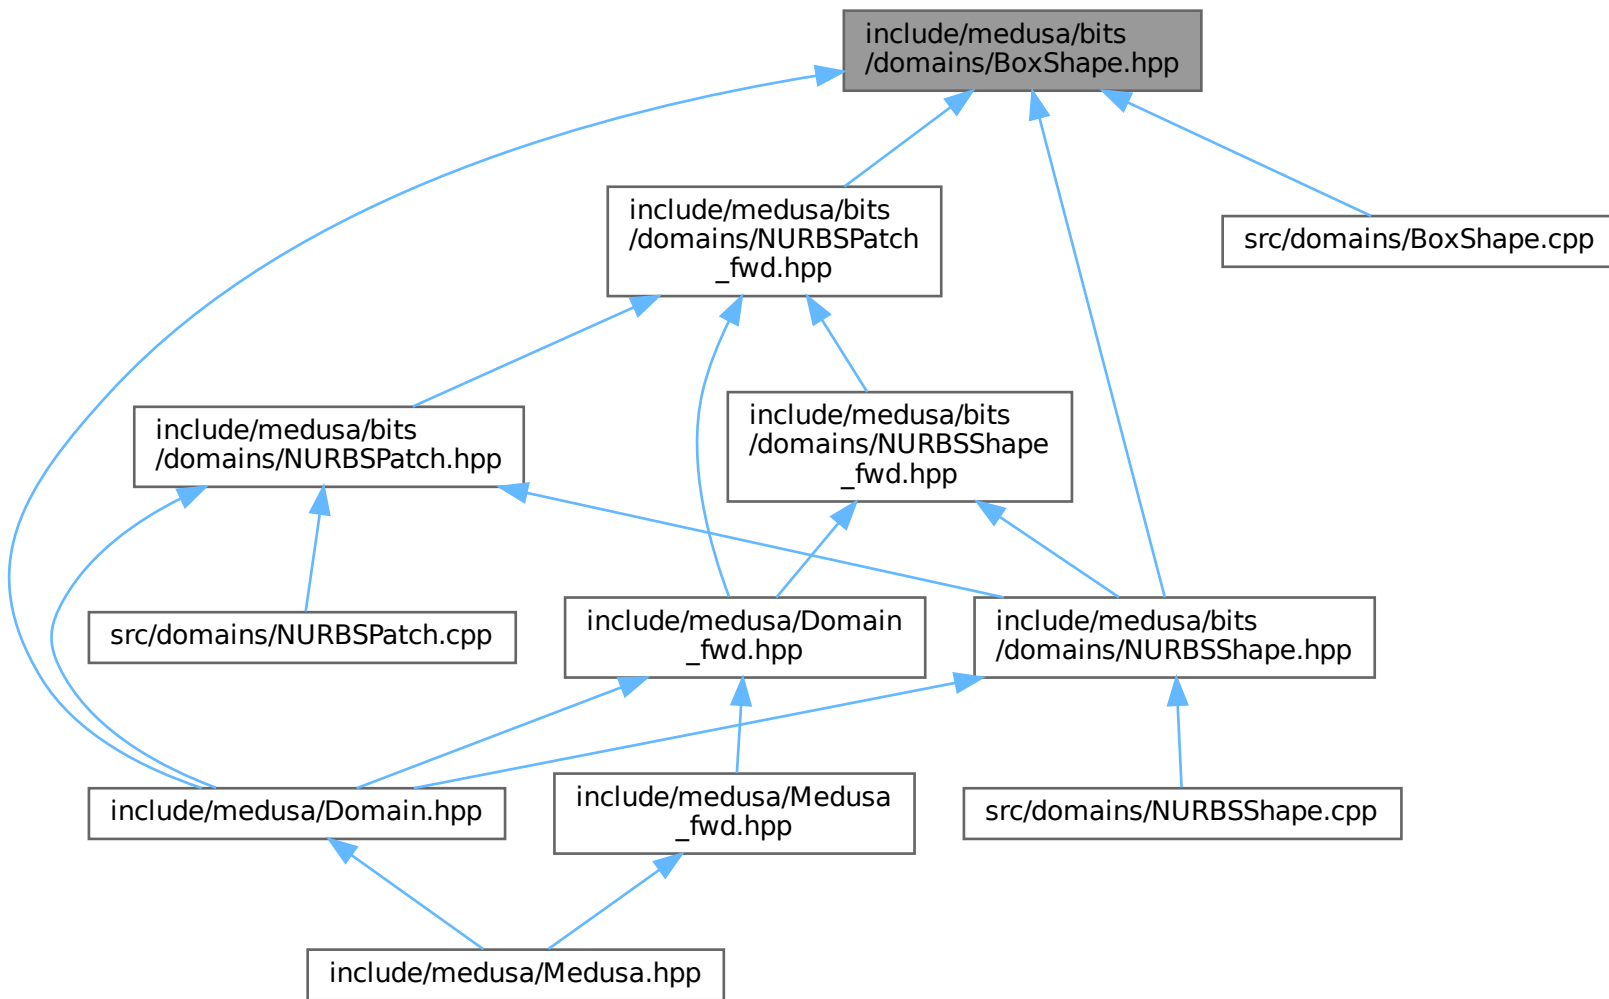 include/medusa/bits
/domains/BoxShape.hpp
include/medusa/bits
/domains/NURBSPatch
_fwd.hpp
src/domains/BoxShape.cpp
include/medusa/bits
/domains/NURBSPatch.hpp
include/medusa/bits
/domains/NURBSShape
_fwd.hpp
src/domains/NURBSPatch.cpp
include/medusa/Domain
_fwd.hpp
include/medusa/bits
/domains/NURBSShape.hpp
include/medusa/Domain.hpp
include/medusa/Medusa
_fwd.hpp
src/domains/NURBSShape.cpp
include/medusa/Medusa.hpp